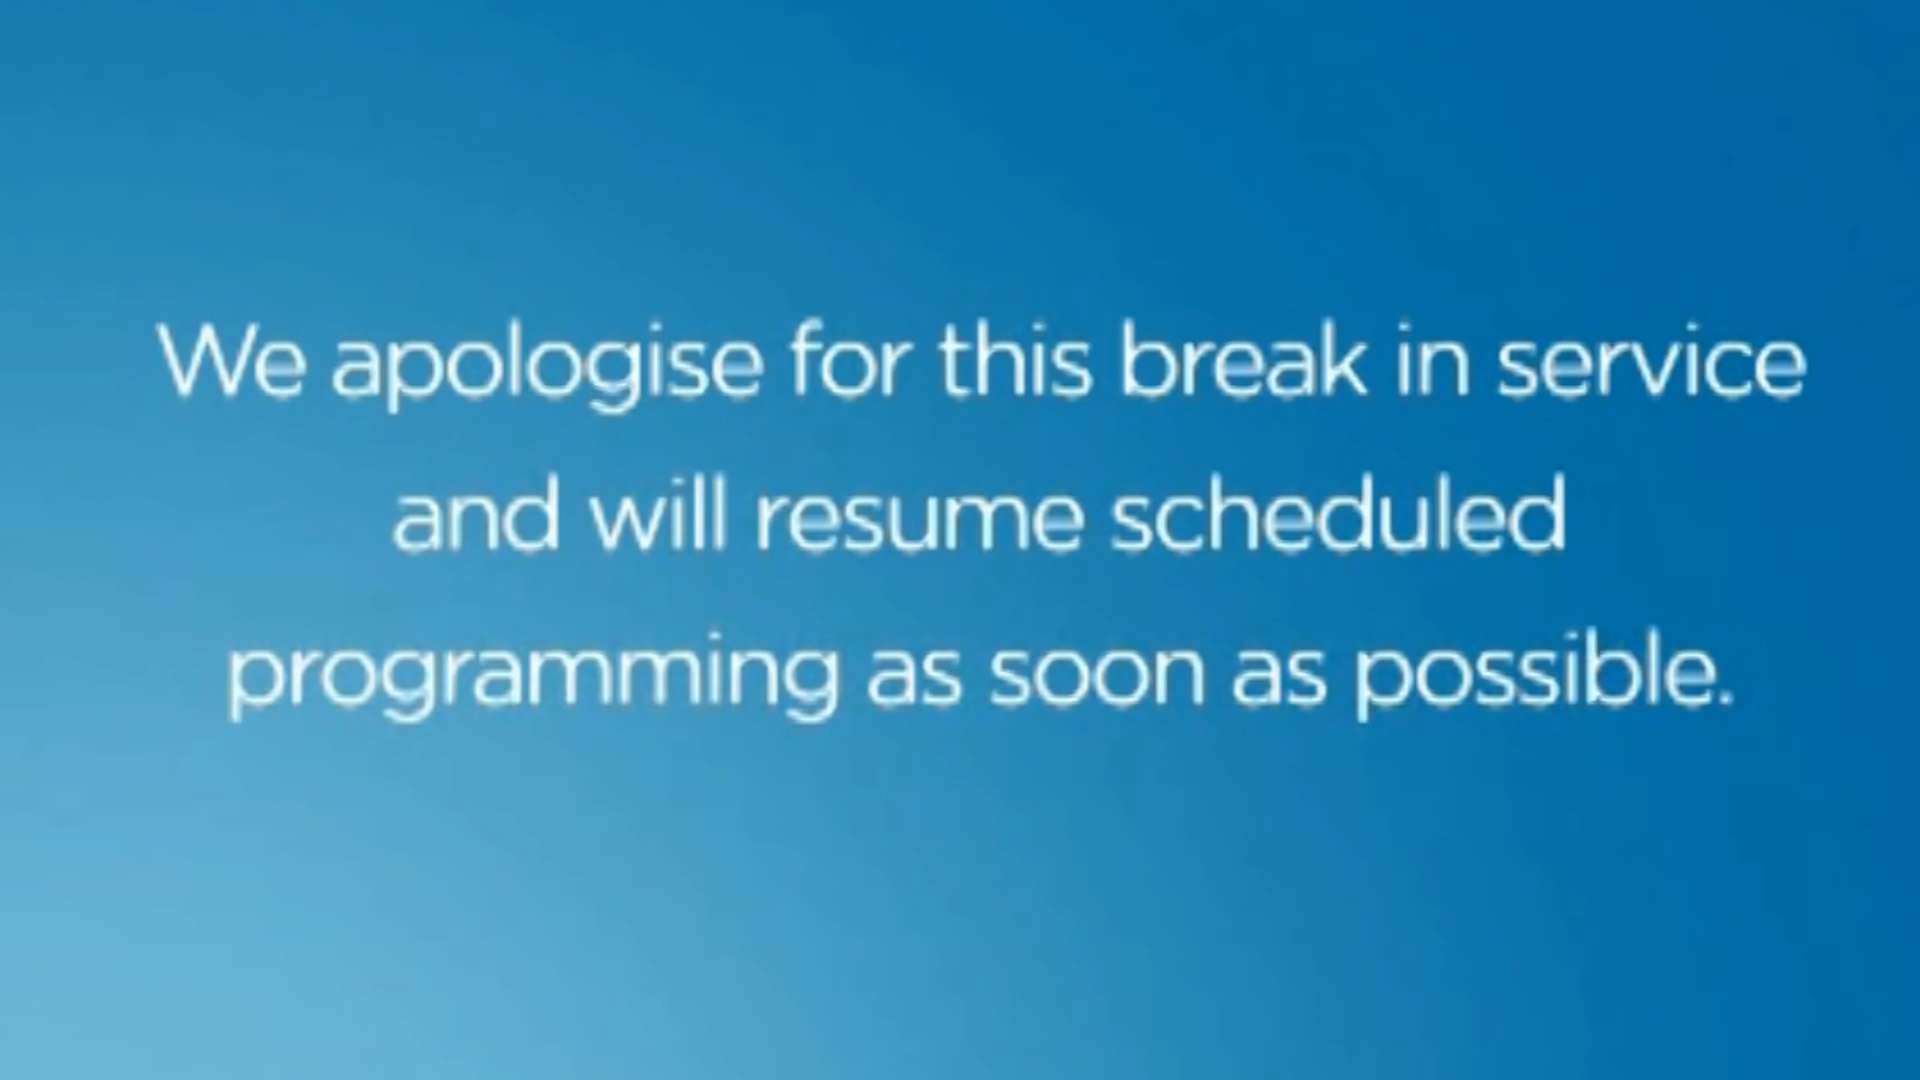 We apologise for this break in service
and will resume scheduled
programming as soon as possible.